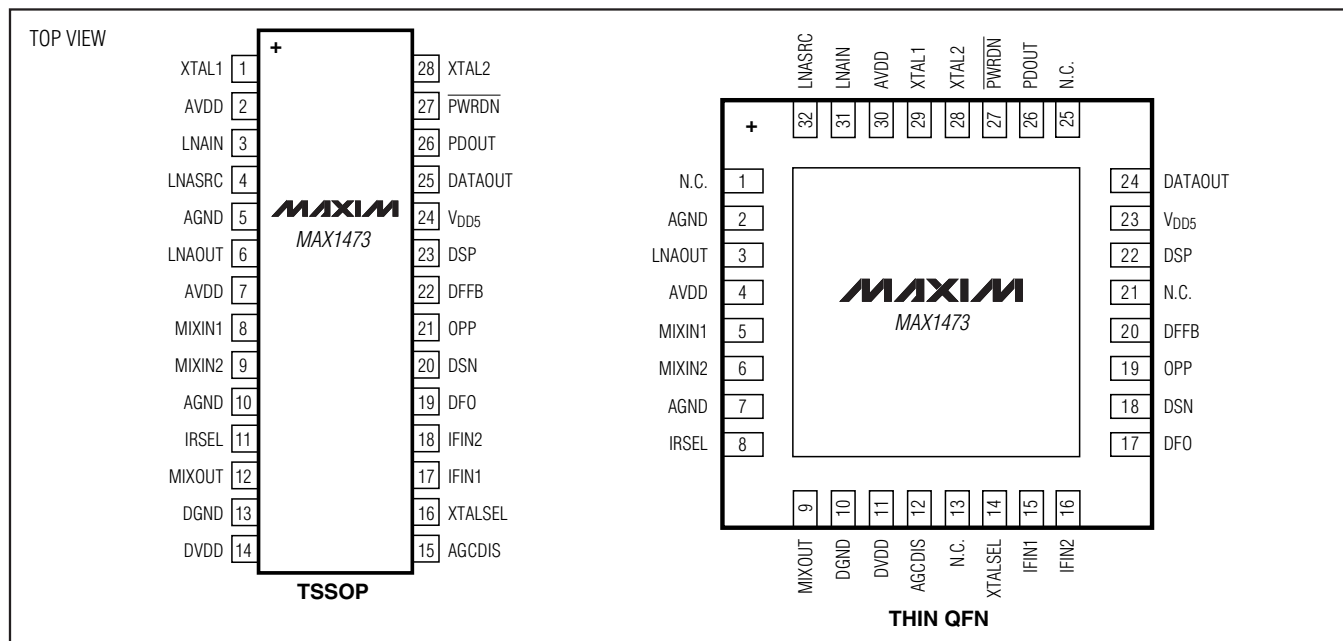 TOP VIEW
+
XTAL1 1
AVDD 2
LNAIN 3
LNASRC 4
AGND 5
LNAOUT 6
AVDD 7
MIXIN1 8
MIXIN2 9
AGND 10
IRSEL 11
MIXOUT 12
DGND 13
DVDD 14
MAXIM
MAX1473
28 XTAL2
27 PWRDN
26 PDOUT
25 DATAOUT
24 VDD5
23 DSP
22 DFFB
21 OPP
20 DSN
19 DFO
18 IFIN2
17 IFIN1
16 XTALSEL
15 AGCDIS
TSSOP
LNASRC LNAIN AVDD XTAL1 XTAL2 PWRDN PDOUT N.C.
32 31 30 29 28 27 26 25
+
N.C. 1
AGND 2
LNAOUT 3
AVDD 4
MIXIN1 5
MIXIN2 6
AGND 7
IRSEL 8
MAXIM
MAX1473
24 DATAOUT
23 VDD5
22 DSP
21 N.C.
20 DFFB
19 OPP
18 DSN
17 DFO
9 10 11 12 13 14 15 16
MIXOUT DGND DVDD AGCDIS N.C. XTALSEL IFIN1 IFIN2
THIN QFN